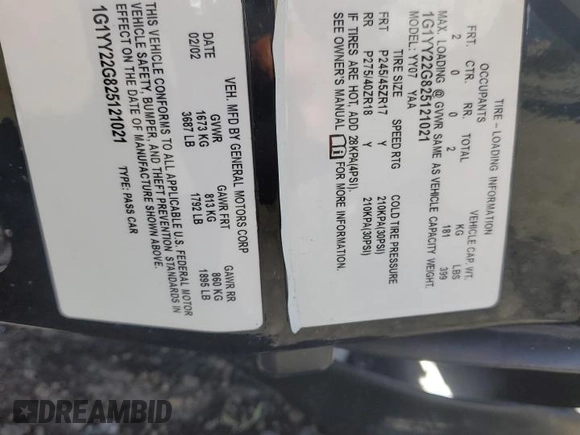 TIRE - LOADING INFORMATION
OCCUPANTS VEHICLE CAP. WT.
FRT. CTR. RR. TOTAL KG LBS
2 0 0 2 181 399
MAX. LOADING @ GVWR SAME AS VEHICLE CAPACITY WEIGHT.
1G1YY22G825121021
MODEL: YY07 YAA
TIRE SIZE SPEED RTG COLD TIRE PRESSURE
FRT P245/45ZR17 Y 210KPA(30PSI)
RR P275/40ZR18 Y 210KPA(30PSI)
IF TIRES ARE HOT, ADD 28KPA(4PSI).
SEE OWNER'S MANUAL i FOR MORE INFORMATION.
VEH. MFD BY GENERAL MOTORS CORP
DATE GVWR GAWR FRT GAWR RR
02/02 1673 KG 813 KG 860 KG
3687 LB 1792 LB 1895 LB
THIS VEHICLE CONFORMS TO ALL APPLICABLE U.S. FEDERAL MOTOR
VEHICLE SAFETY, BUMPER, AND THEFT PREVENTION STANDARDS IN
EFFECT ON THE DATE OF MANUFACTURE SHOWN ABOVE.
1G1YY22G825121021 TYPE: PASS CAR
DREAMBID